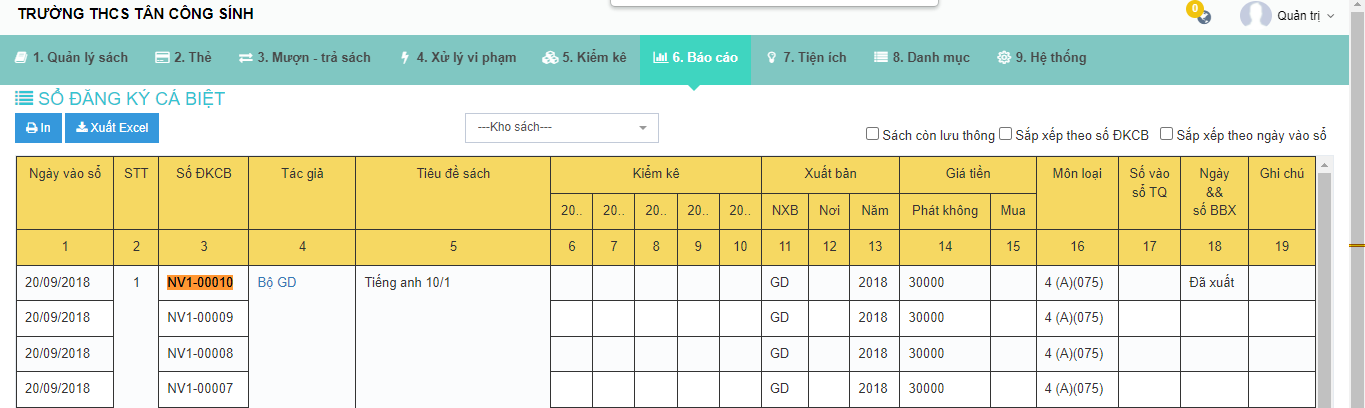 TRƯỜNG THCS TÂN CÔNG SÍNH
0
Quản trị
1. Quản lý sách 2. Thẻ 3. Mượn - trả sách 4. Xử lý vi phạm 5. Kiểm kê 6. Báo cáo 7. Tiện ích 8. Danh mục 9. Hệ thống
SỔ ĐĂNG KÝ CÁ BIỆT
In Xuất Excel ---Kho sách--- Sách còn lưu thông Sắp xếp theo số ĐKCB Sắp xếp theo ngày vào sổ
Ngày vào sổ STT Số ĐKCB Tác giả Tiêu đề sách Kiểm kê Xuất bản Giá tiền Môn loại Số vào sổ TQ Ngày && số BBX Ghi chú
20.. 20.. 20.. 20.. 20.. NXB Nơi Năm Phát không Mua
1 2 3 4 5 6 7 8 9 10 11 12 13 14 15 16 17 18 19
20/09/2018 1 NV1-00010 Bộ GD Tiếng anh 10/1 GD 2018 30000 4 (A)(075) Đã xuất
20/09/2018 NV1-00009 GD 2018 30000 4 (A)(075)
20/09/2018 NV1-00008 GD 2018 30000 4 (A)(075)
20/09/2018 NV1-00007 GD 2018 30000 4 (A)(075)